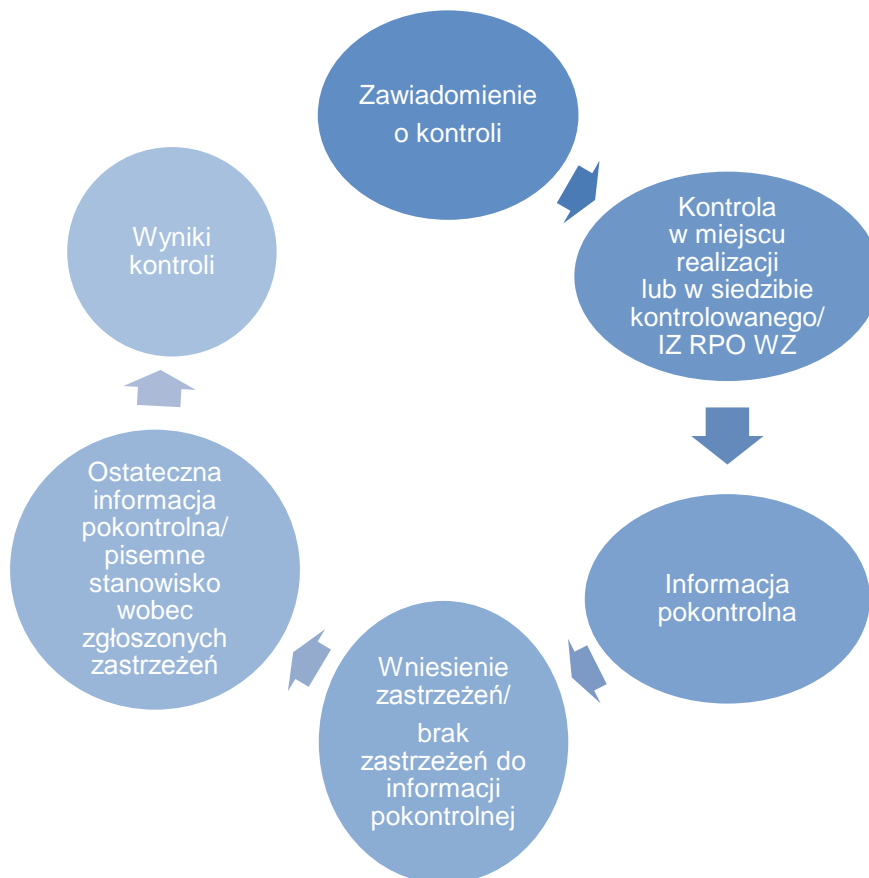 Zawiadomienie
o kontroli
Kontrola
w miejscu
realizacji
lub w siedzibie
kontrolowanego/
IZ RPO WZ
Informacja
pokontrolna
Wniesienie
zastrzeżeń/
brak
zastrzeżeń do
informacji
pokontrolnej
Ostateczna
informacja
pokontrolna/
pisemne
stanowisko
wobec
zgłoszonych
zastrzeżeń
Wyniki
kontroli